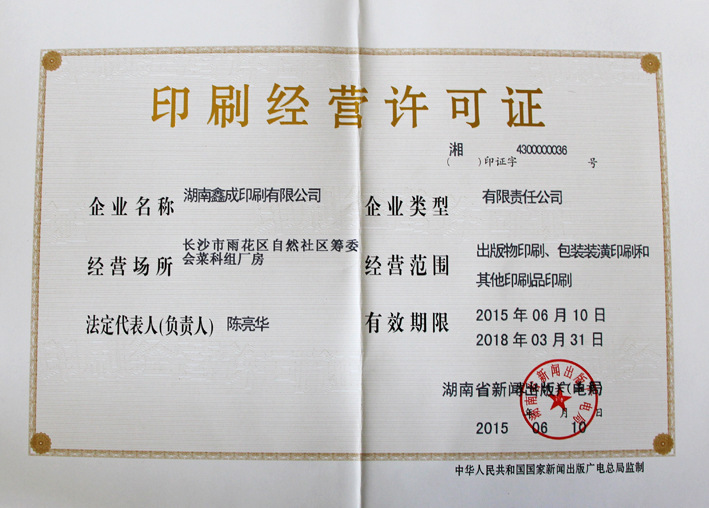 印刷经营许可证
湘 4300000036
( )印证字 号
企业名称 湖南鑫成印刷有限公司
企业类型 有限责任公司
经营场所 长沙市雨花区自然社区筹委
会菜科组厂房
经营范围 出版物印刷、包装装潢印刷和
其他印刷品印刷
法定代表人(负责人) 陈亮华
有效期限 2015 年 06 月 10 日
2018 年 03 月 31 日
湖南省新闻出版广电局
年 月 日
2015 06 10
中华人民共和国国家新闻出版广电总局监制